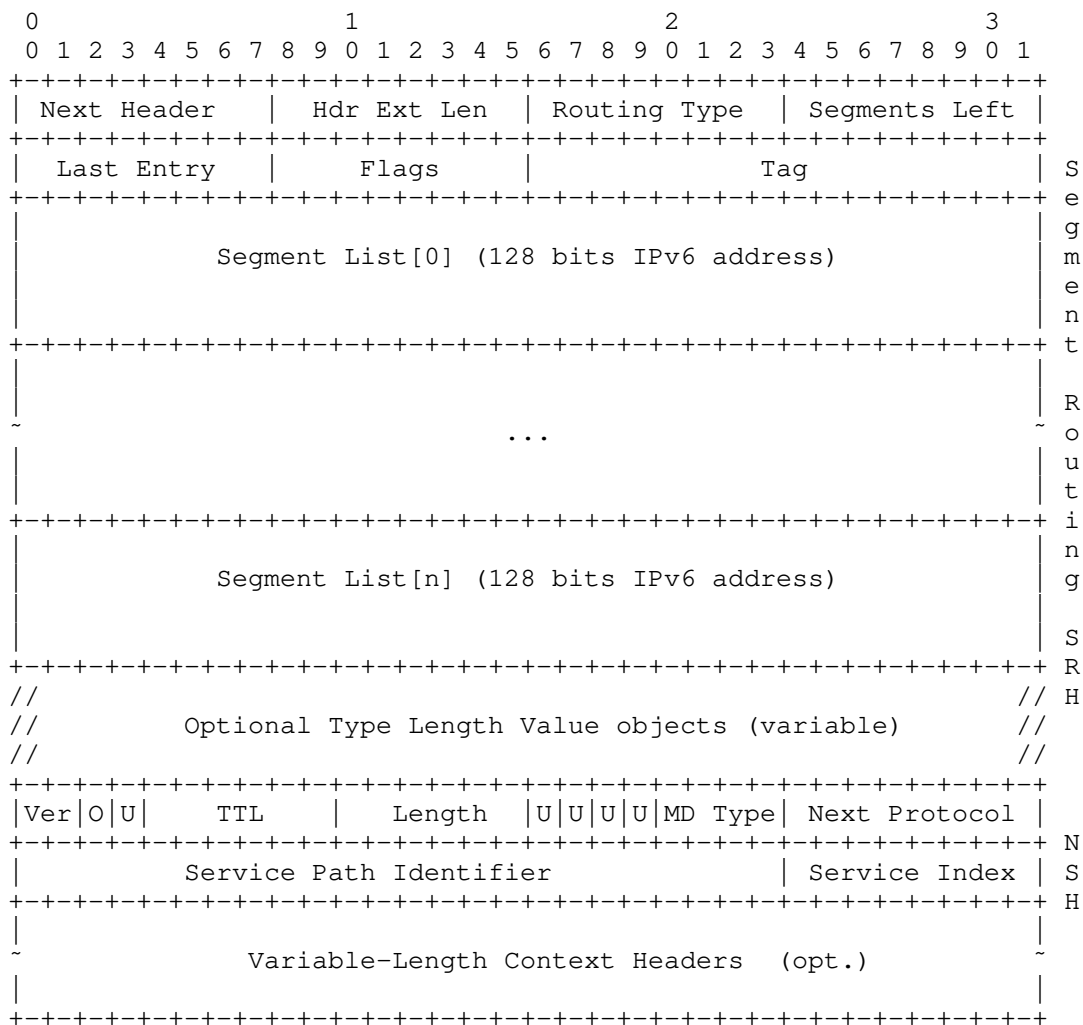 0                   1                   2                   3
 0 1 2 3 4 5 6 7 8 9 0 1 2 3 4 5 6 7 8 9 0 1 2 3 4 5 6 7 8 9 0 1
+-+-+-+-+-+-+-+-+-+-+-+-+-+-+-+-+-+-+-+-+-+-+-+-+-+-+-+-+-+-+-+-+
| Next Header   |  Hdr Ext Len  | Routing Type  | Segments Left |
+-+-+-+-+-+-+-+-+-+-+-+-+-+-+-+-+-+-+-+-+-+-+-+-+-+-+-+-+-+-+-+-+
|  Last Entry   |     Flags     |              Tag              | S
+-+-+-+-+-+-+-+-+-+-+-+-+-+-+-+-+-+-+-+-+-+-+-+-+-+-+-+-+-+-+-+-+ e
|                                                               | g
|            Segment List[0] (128 bits IPv6 address)            | m
|                                                               | e
|                                                               | n
+-+-+-+-+-+-+-+-+-+-+-+-+-+-+-+-+-+-+-+-+-+-+-+-+-+-+-+-+-+-+-+-+ t
|                                                               |
|                                                               | R
~                              ...                              ~ o
|                                                               | u
|                                                               | t
+-+-+-+-+-+-+-+-+-+-+-+-+-+-+-+-+-+-+-+-+-+-+-+-+-+-+-+-+-+-+-+-+ i
|                                                               | n
|            Segment List[n] (128 bits IPv6 address)            | g
|                                                               |
|                                                               | S
+-+-+-+-+-+-+-+-+-+-+-+-+-+-+-+-+-+-+-+-+-+-+-+-+-+-+-+-+-+-+-+-+ R
//                                                             // H
//         Optional Type Length Value objects (variable)       //
//                                                             //
+-+-+-+-+-+-+-+-+-+-+-+-+-+-+-+-+-+-+-+-+-+-+-+-+-+-+-+-+-+-+-+-+
|Ver|O|U|    TTL    |   Length  |U|U|U|U|MD Type| Next Protocol |
+-+-+-+-+-+-+-+-+-+-+-+-+-+-+-+-+-+-+-+-+-+-+-+-+-+-+-+-+-+-+-+-+ N
|          Service Path Identifier              | Service Index | S
+-+-+-+-+-+-+-+-+-+-+-+-+-+-+-+-+-+-+-+-+-+-+-+-+-+-+-+-+-+-+-+-+ H
|                                                               |
~              Variable-Length Context Headers  (opt.)          ~
|                                                               |
+-+-+-+-+-+-+-+-+-+-+-+-+-+-+-+-+-+-+-+-+-+-+-+-+-+-+-+-+-+-+-+-+